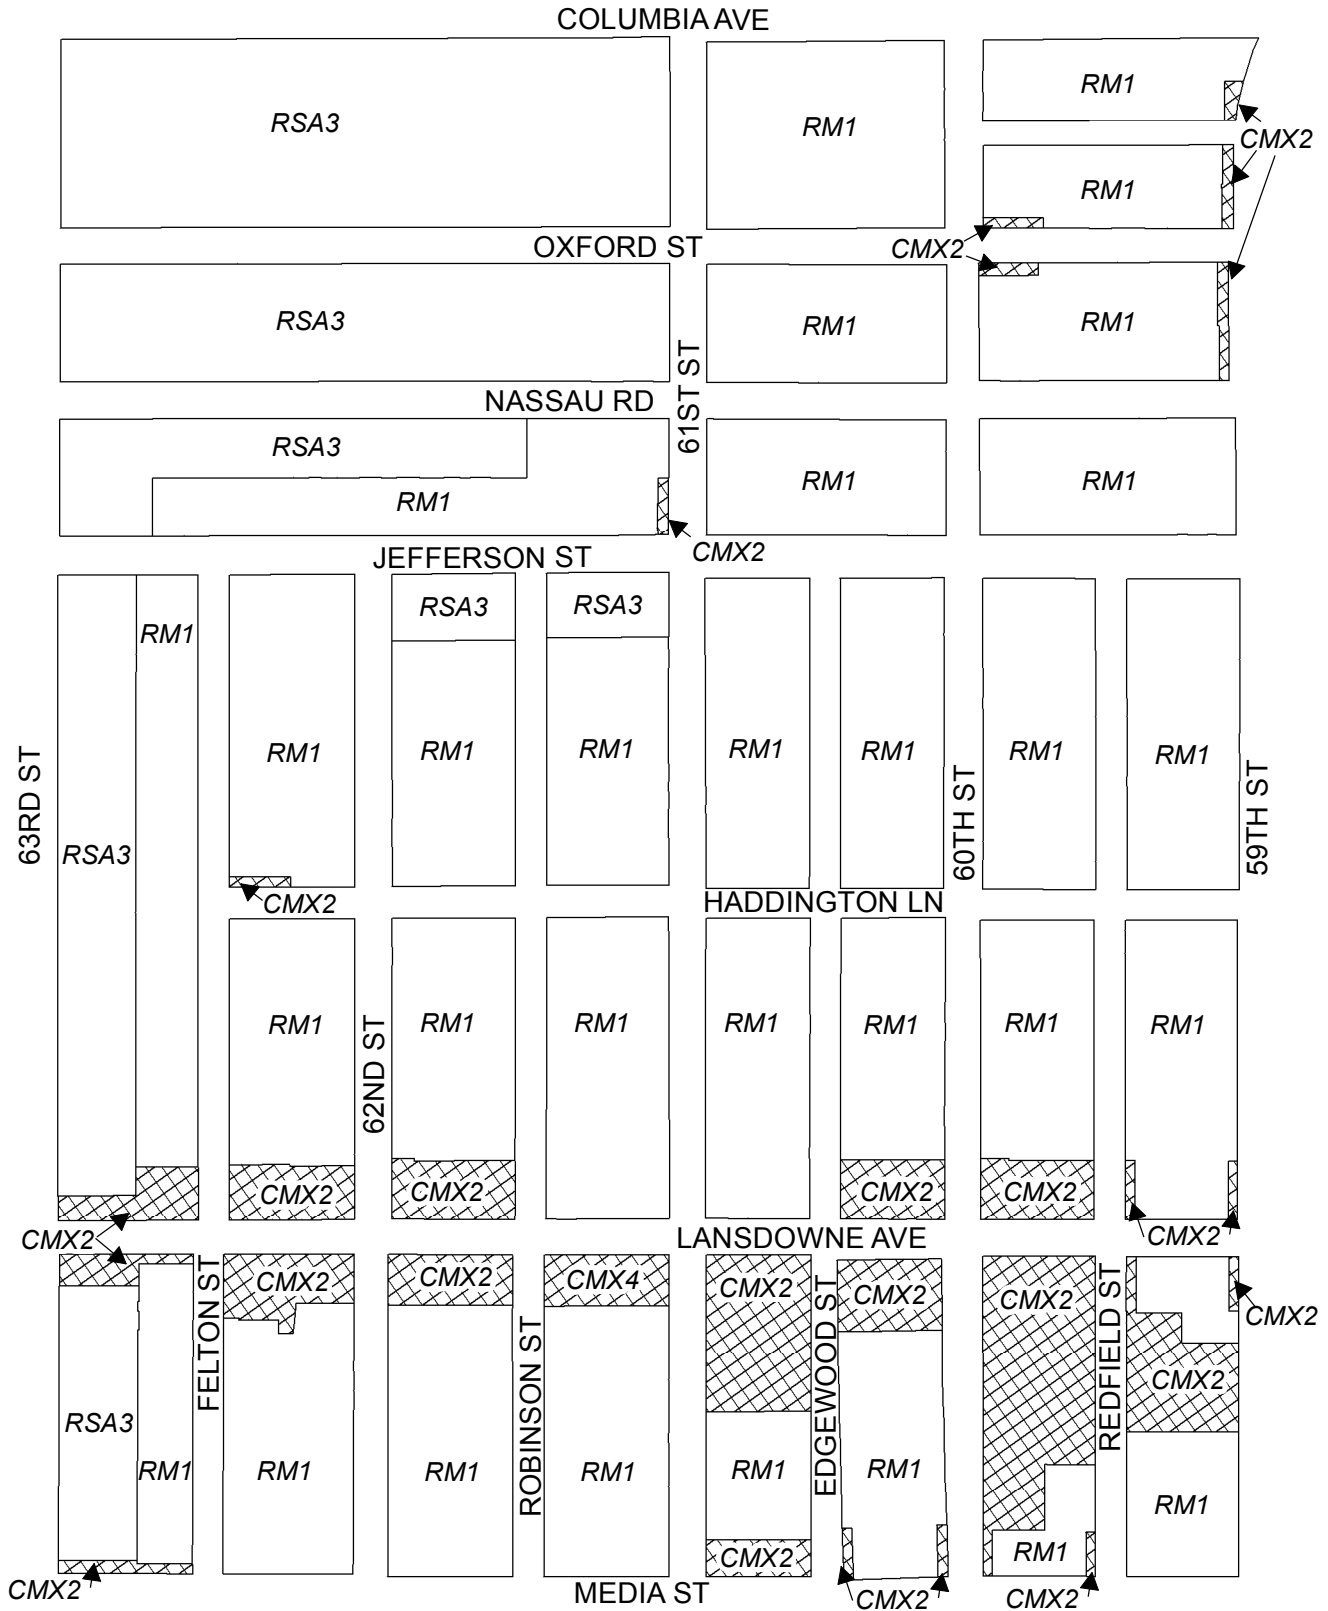 COLUMBIA AVE
RM1
RSA3
RM1
CMX2
RM1
OXFORD ST
CMX2
RSA3
RM1
RM1
61ST ST
NASSAU RD
RSA3
RM1
RM1
RM1
CMX2
JEFFERSON ST
RSA3
RSA3
RM1
RM1
RM1
RM1
RM1
RM1
RM1
RM1
63RD ST
60TH ST
59TH ST
RSA3
CMX2
HADDINGTON LN
RM1
RM1
RM1
RM1
RM1
RM1
RM1
62ND ST
CMX2
CMX2
CMX2
CMX2
CMX2
CMX2
LANSDOWNE AVE
FELTON ST
CMX2
CMX2
CMX4
CMX2
EDGEWOOD ST
CMX2
CMX2
REDFIELD ST
CMX2
ROBINSON ST
CMX2
RSA3
RM1
RM1
RM1
RM1
RM1
RM1
RM1
RM1
CMX2
CMX2
CMX2
CMX2
MEDIA ST